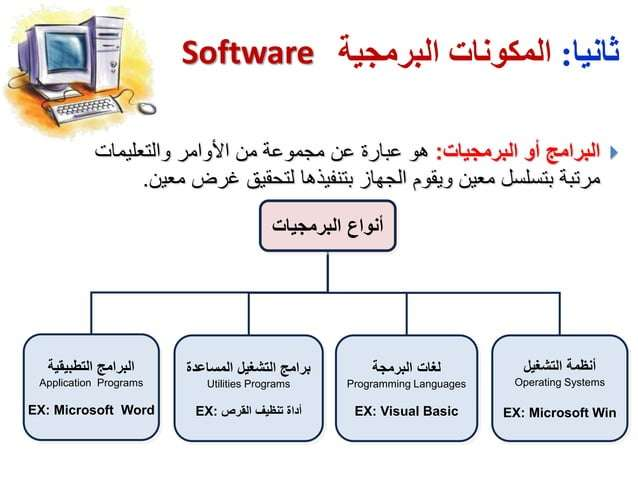 ثانيا: المكونات البرمجية Software
البرامج أو البرمجيات: هو عبارة عن مجموعة من الأوامر والتعليمات
مرتبة بتسلسل معين ويقوم الجهاز بتنفيذها لتحقيق غرض معين.
أنواع البرمجيات
أنظمة التشغيل
Operating Systems
EX: Microsoft Win
لغات البرمجة
Programming Languages
EX: Visual Basic
برامج التشغيل المساعدة
Utilities Programs
EX: أداة تنظيف القرص
البرامج التطبيقية
Application Programs
EX: Microsoft Word